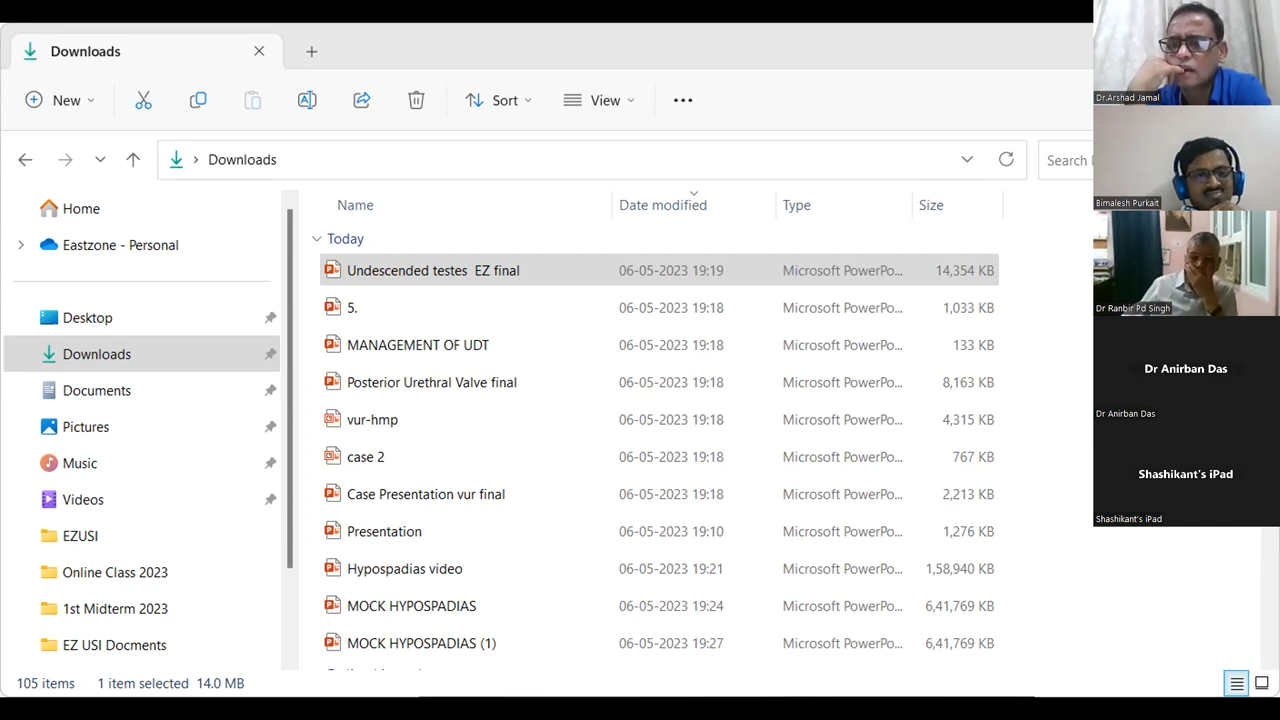 Downloads
New
Sort
View
Downloads
Search
Home
Eastzone - Personal
Desktop
Downloads
Documents
Pictures
Music
Videos
EZUSI
Online Class 2023
1st Midterm 2023
EZ USI Docments
Name Date modified Type Size
Today
Undescended testes EZ final 06-05-2023 19:19 Microsoft PowerPo... 14,354 KB
5. 06-05-2023 19:18 Microsoft PowerPo... 1,033 KB
MANAGEMENT OF UDT 06-05-2023 19:18 Microsoft PowerPo... 133 KB
Posterior Urethral Valve final 06-05-2023 19:18 Microsoft PowerPo... 8,163 KB
vur-hmp 06-05-2023 19:18 Microsoft PowerPo... 4,315 KB
case 2 06-05-2023 19:18 Microsoft PowerPo... 767 KB
Case Presentation vur final 06-05-2023 19:18 Microsoft PowerPo... 2,213 KB
Presentation 06-05-2023 19:10 Microsoft PowerPo... 1,276 KB
Hypospadias video 06-05-2023 19:21 Microsoft PowerPo... 1,58,940 KB
MOCK HYPOSPADIAS 06-05-2023 19:24 Microsoft PowerPo... 6,41,769 KB
MOCK HYPOSPADIAS (1) 06-05-2023 19:27 Microsoft PowerPo... 6,41,769 KB
105 items 1 item selected 14.0 MB
Dr.Arshad Jamal
Bimalesh Purkait
Dr Ranbir Pd Singh
Dr Anirban Das
Dr Anirban Das
Shashikant's iPad
Shashikant's iPad